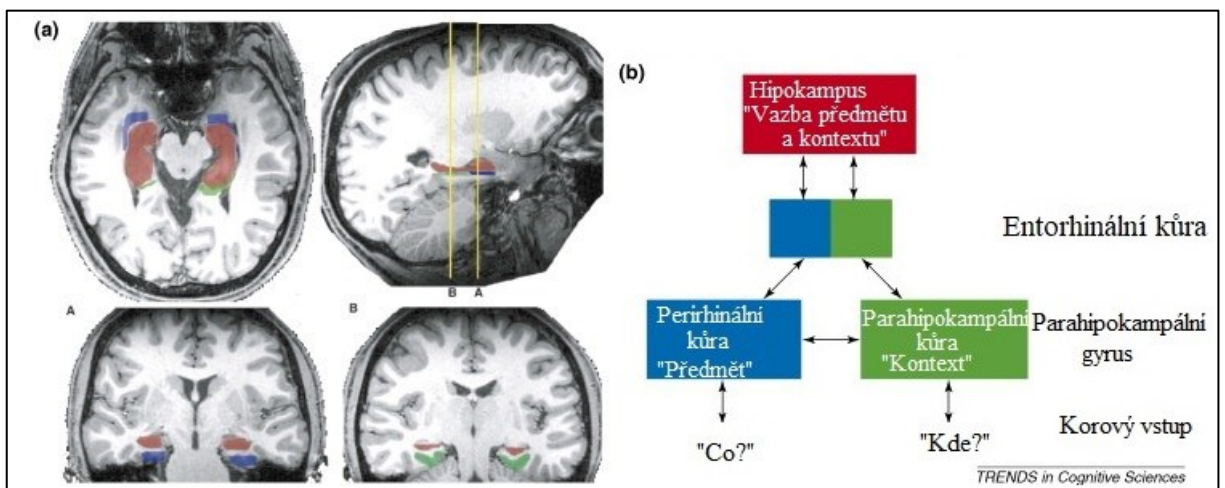 (a)
B A
A
B
(b)
Hipokampus
"Vazba předmětu
a kontextu"
Entorhinální kůra
Perirhinální
kůra
"Předmět"
Parahipokampální
kůra
"Kontext"
Parahipokampální
gyrus
"Co?"
"Kde?"
Korový vstup
TRENDS in Cognitive Sciences